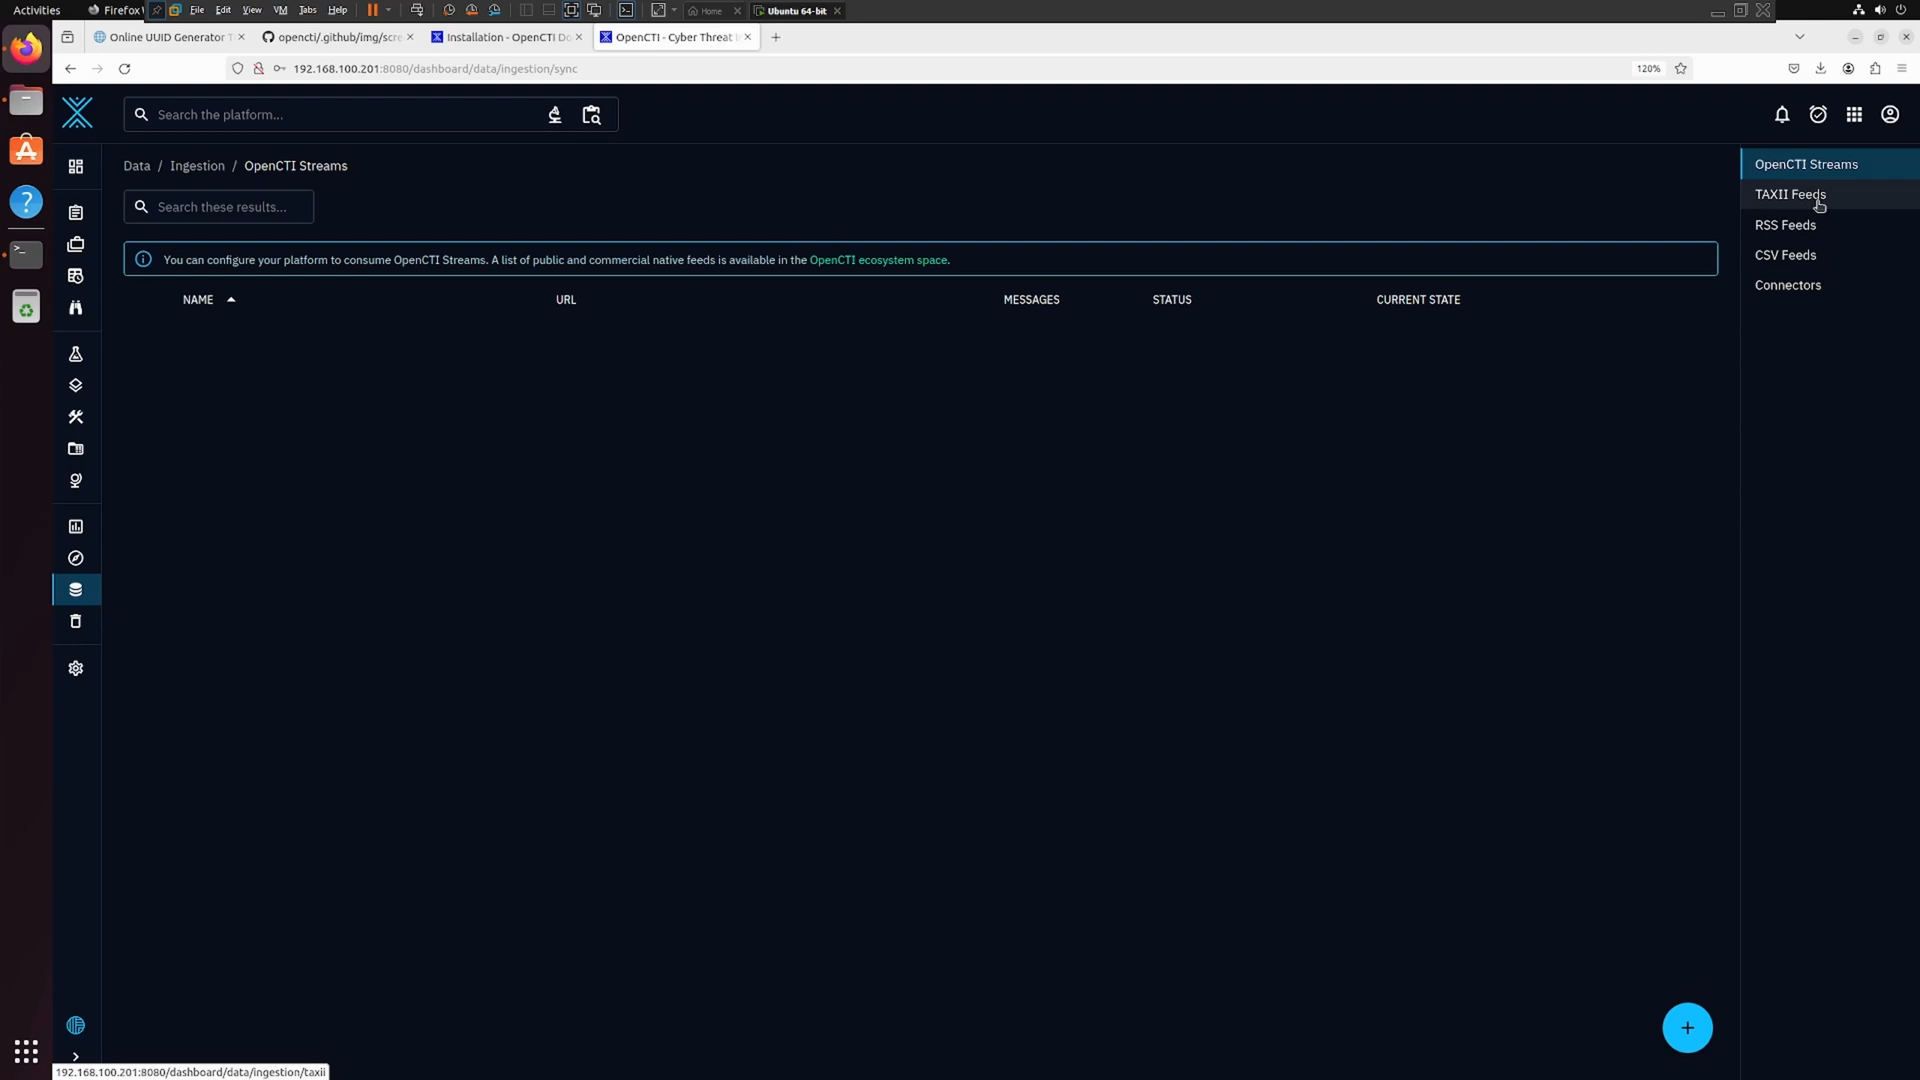 Activities
Firefox
File Edit View VM Tabs Help
Home
Ubuntu 64-bit
Online UUID Generator T
opencti/.github/img/scre
Installation - OpenCTI Do
OpenCTI - Cyber Threat I
192.168.100.201:8080/dashboard/data/ingestion/sync
120%
Search the platform...
Data / Ingestion / OpenCTI Streams
Search these results...
You can configure your platform to consume OpenCTI Streams. A list of public and commercial native feeds is available in the OpenCTI ecosystem space.
NAME URL MESSAGES STATUS CURRENT STATE
OpenCTI Streams
TAXII Feeds
RSS Feeds
CSV Feeds
Connectors
192.168.100.201:8080/dashboard/data/ingestion/taxii